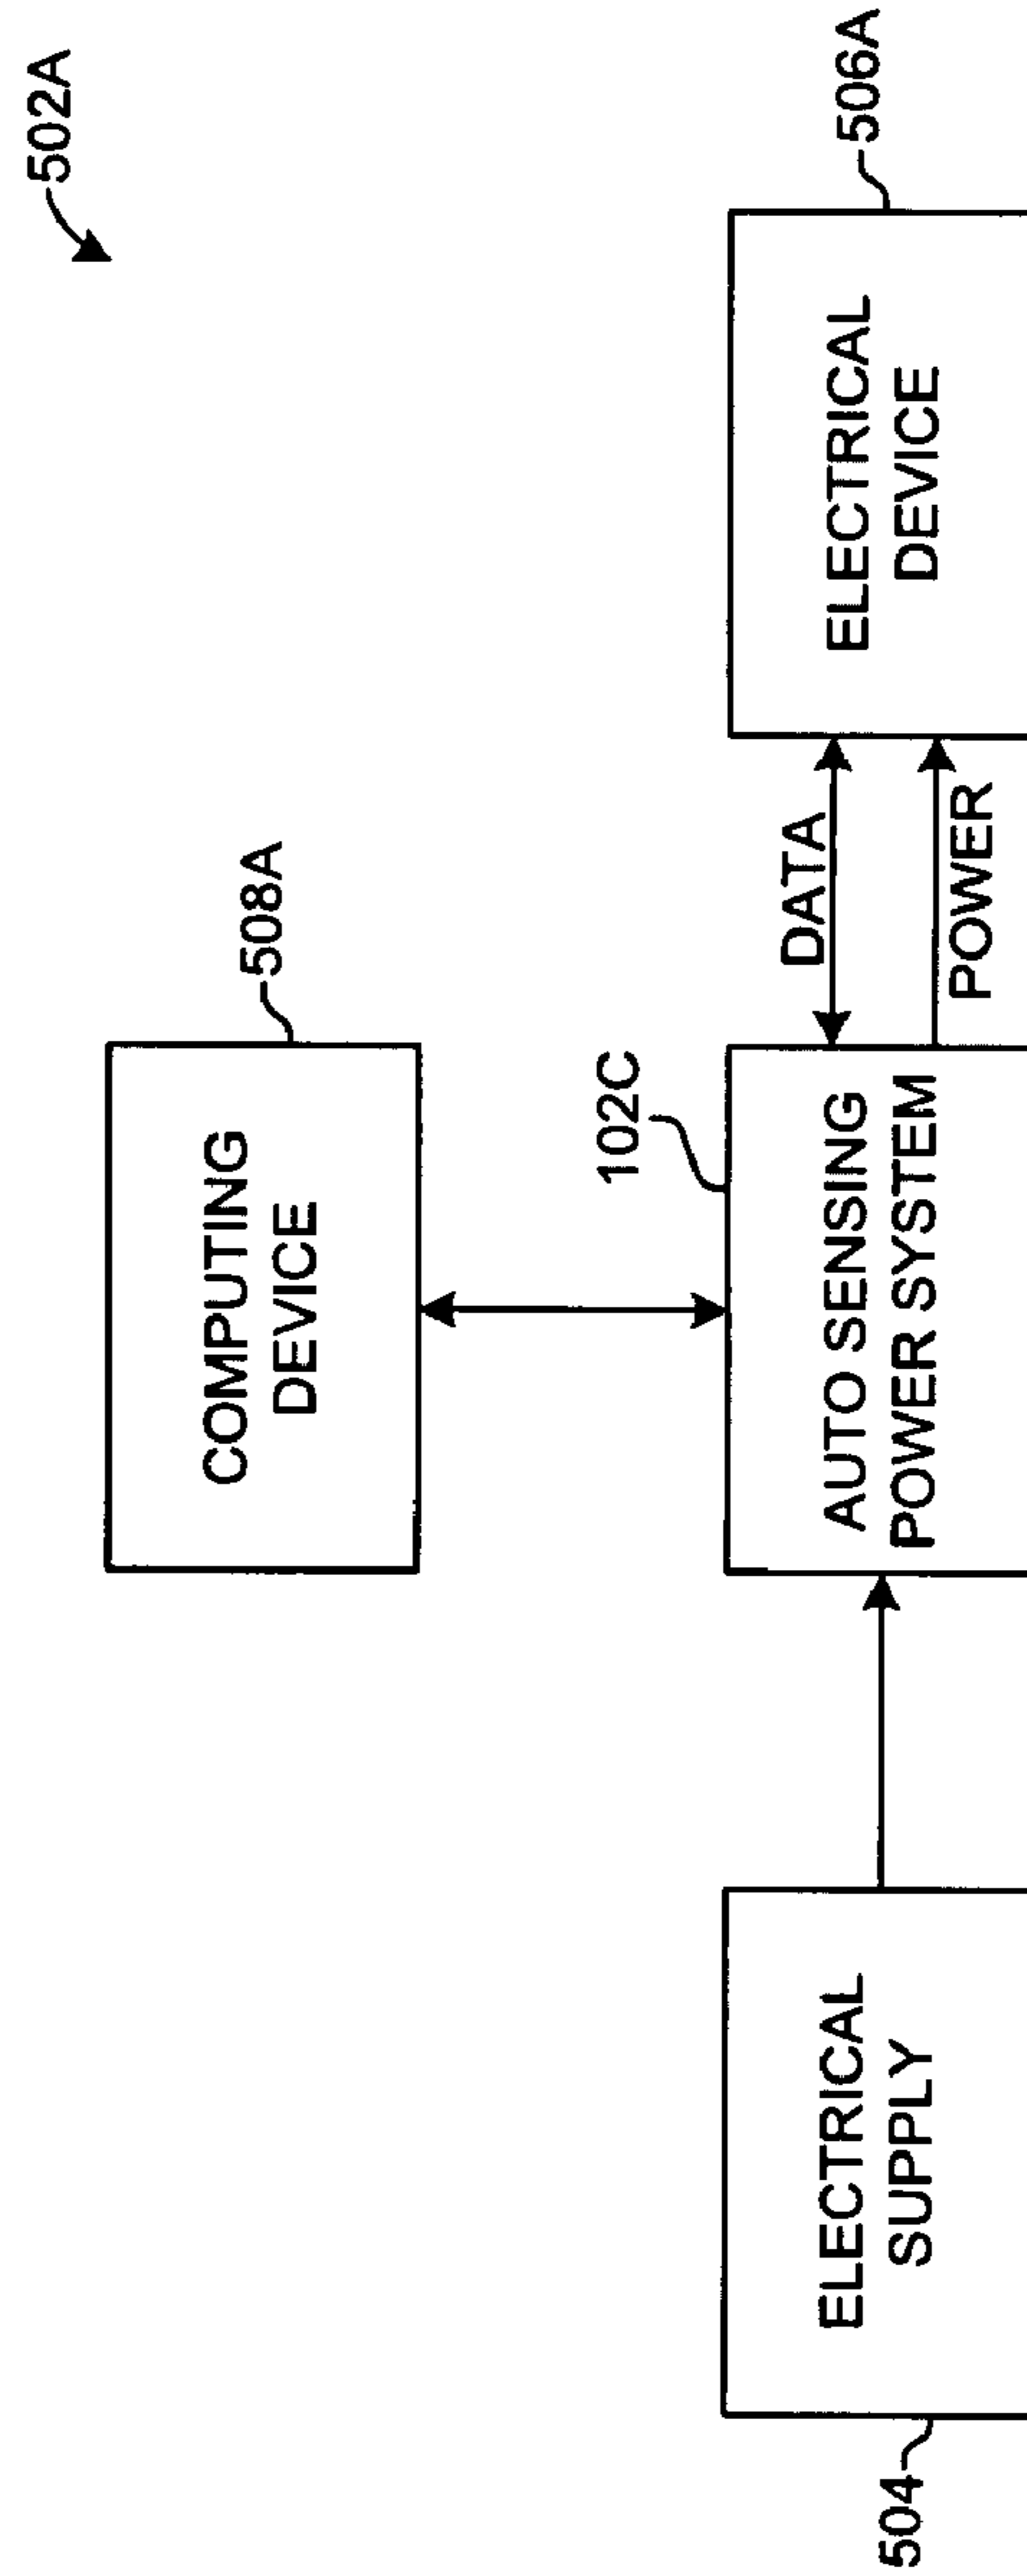 502A
COMPUTING
DEVICE
508A
102C
ELECTRICAL
SUPPLY
504
AUTO SENSING
POWER SYSTEM
DATA
POWER
ELECTRICAL
DEVICE
506A